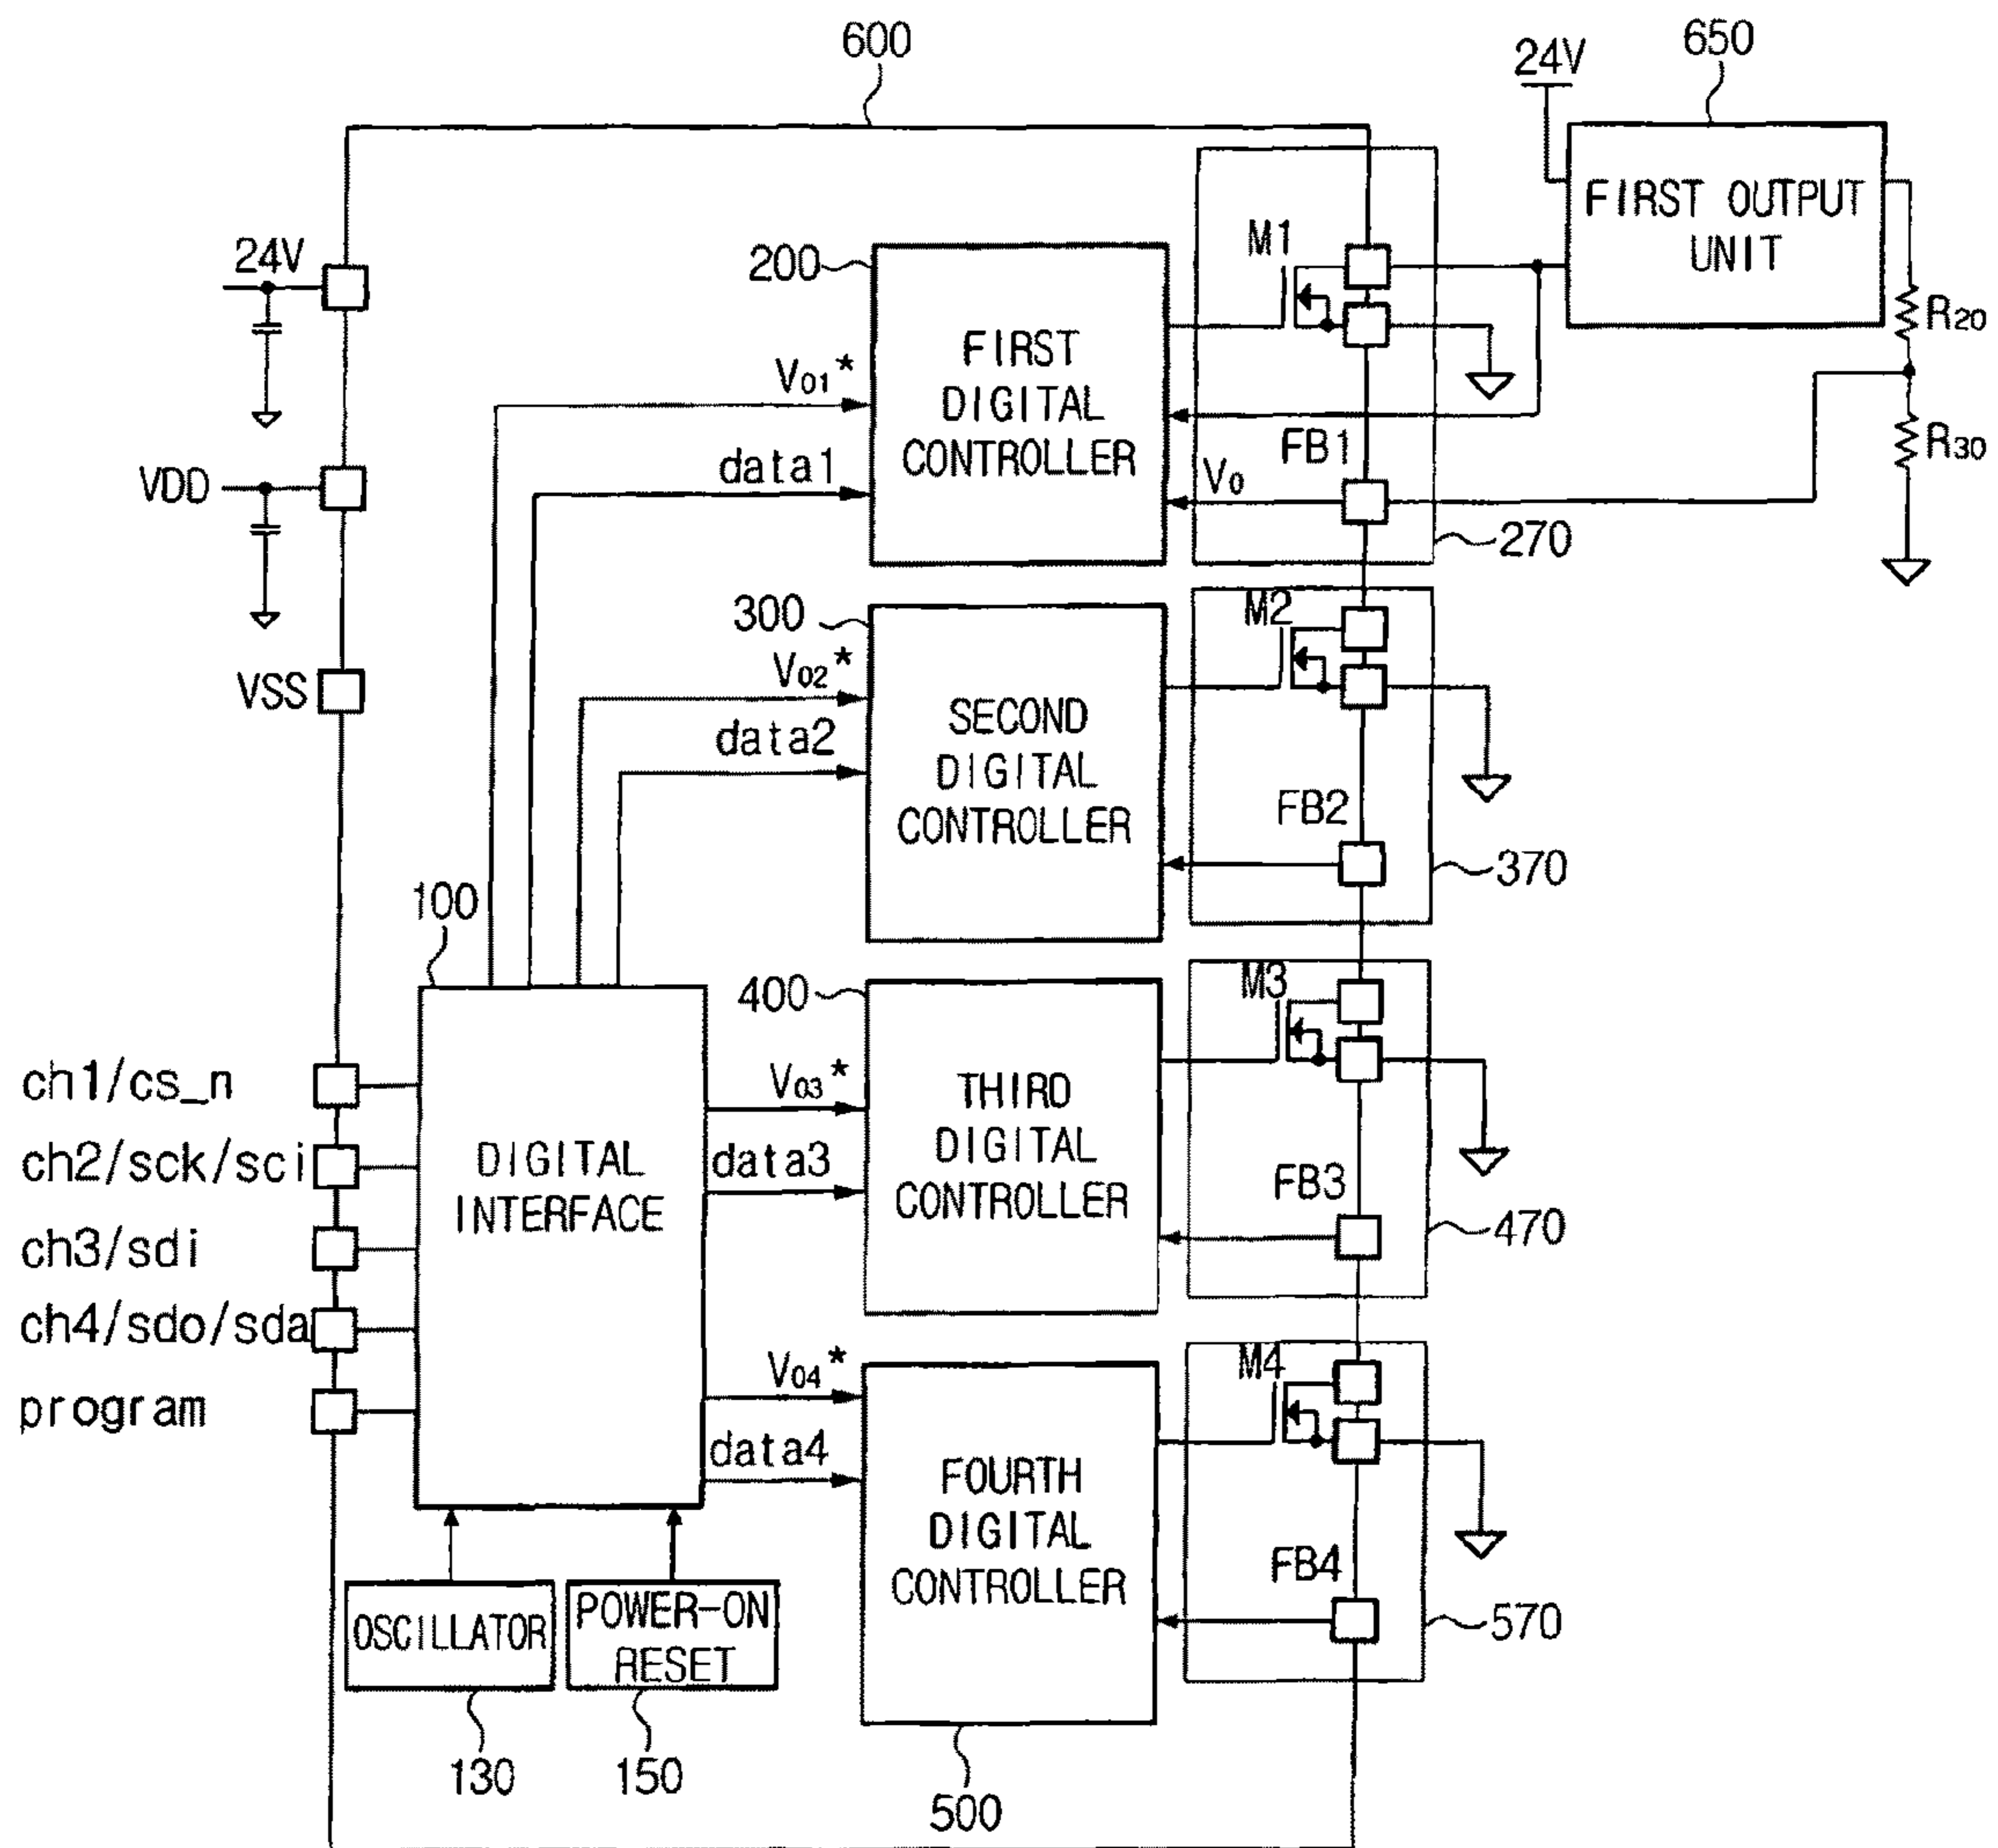 600
650
24V
FIRST OUTPUT
UNIT
R20
R30
24V
VDD
VSS
200
FIRST
DIGITAL
CONTROLLER
V01*
data1
M1
FB1
V0
270
300
SECOND
DIGITAL
CONTROLLER
V02*
data2
M2
FB2
370
100
DIGITAL
INTERFACE
ch1/cs_n
ch2/sck/sci
ch3/sdi
ch4/sdo/sda
program
400
THIRD
DIGITAL
CONTROLLER
V03*
data3
M3
FB3
470
V04*
data4
FOURTH
DIGITAL
CONTROLLER
M4
FB4
570
OSCILLATOR
POWER-ON
RESET
130
150
500